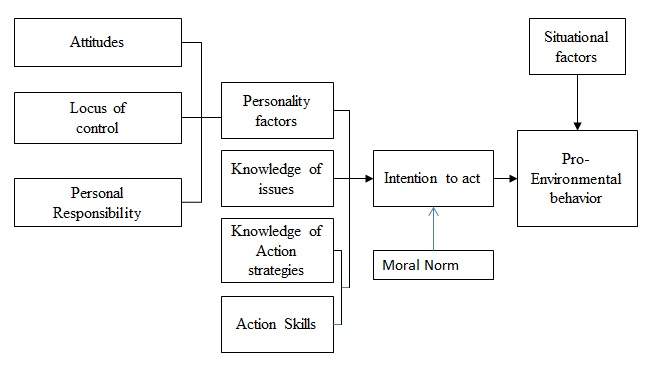 Attitudes
Locus of
control
Personal
Responsibility
Personality
factors
Knowledge of
issues
Knowledge of
Action
strategies
Action Skills
Intention to act
Moral Norm
Situational
factors
Pro-
Environmental
behavior